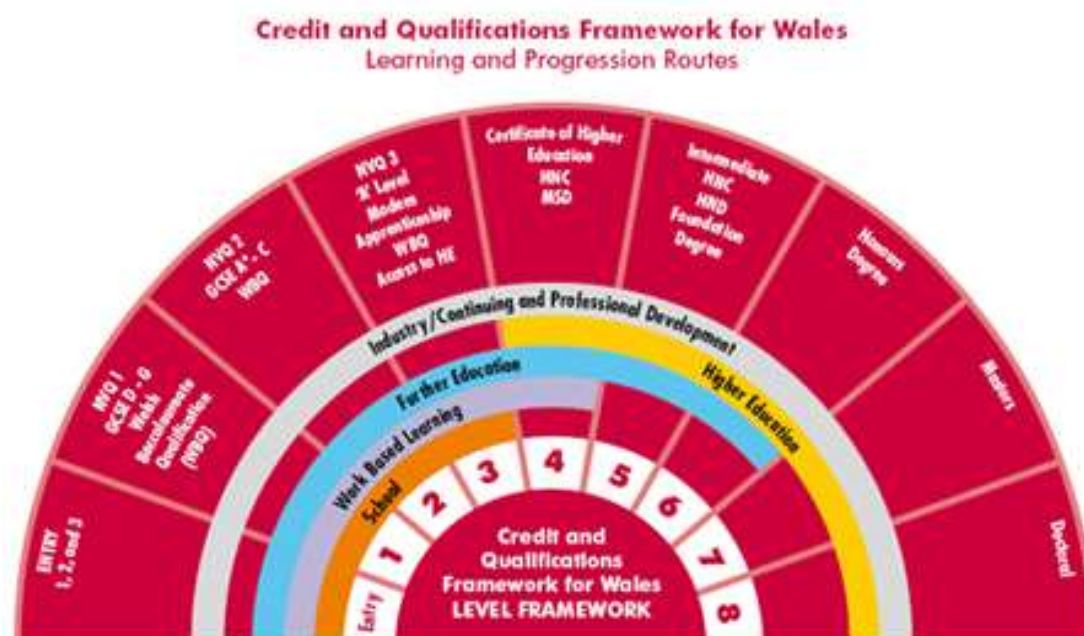 Credit and Qualifications Framework for Wales
Learning and Progression Routes
ENTRY
1, 2, and 3
NVQ 1
GCSE D - G
Welsh
Baccalaureate
Qualification
(WBQ)
NVQ 2
GCSE A* - C
WBQ
NVQ 3
'A' Level
Modern
Apprenticeship
WBQ
Access to HE
Certificate of Higher
Education
HNC
MSD
Intermediate
HNC
HND
Foundation
Degree
Honours
Degree
Masters
Doctoral
Industry/Continuing and Professional Development
Higher Education
Further Education
Work Based Learning
School
Entry
1
2
3
4
5
6
7
8
Credit and
Qualifications
Framework for Wales
LEVEL FRAMEWORK